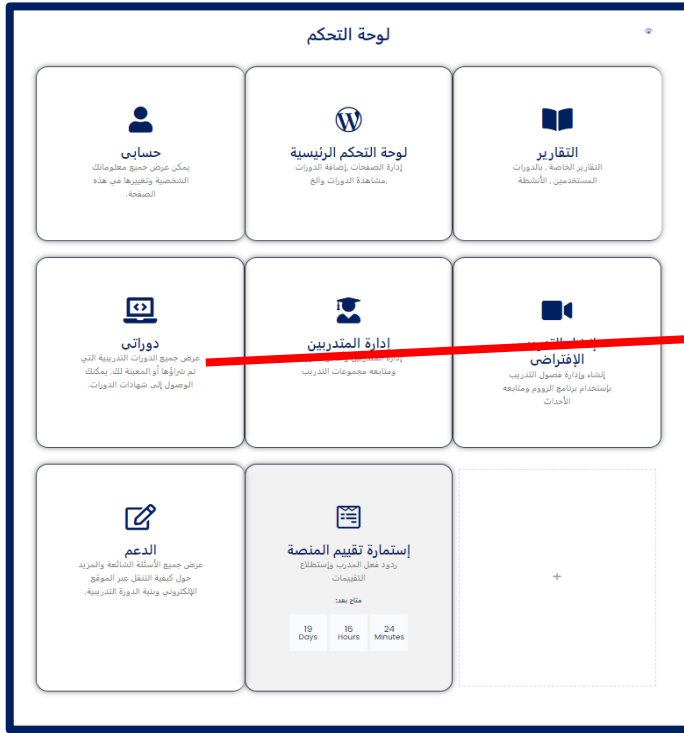 لوحة التحكم
التقارير
التقارير الخاصة , بالدورات
المستخدمين , الأنشطة
لوحة التحكم الرئيسية
إدارة الصفحات ,إضافة الدورات
,مشاهدة الدورات والخ
حسابى
يمكن عرض جميع معلوماتك
الشخصية وتغييرها في هذه
الصفحة.
الإفتراضى
إنشاء وإدارة فصول التدريب
بإستخدام برنامج الزووم ومتابعه
الأحداث
إدارة المتدربين
ومتابعه مجموعات التدريب
دوراتى
عرض جميع الدورات التدريبية التي
تم شراؤها أو المعينة لك. يمكنك
الوصول إلى شهادات الدورات.
+
إستمارة تقييم المنصة
ردود فعل المدرب وإستطلاع
التقييمات
متاح بعد:
19 16 24
Days Hours Minutes
الدعم
عرض جميع الأسئلة الشائعة والمزيد
حول كيفية التنقل عبر الموقع
الإلكتروني وبنية الدورة التدريبية.